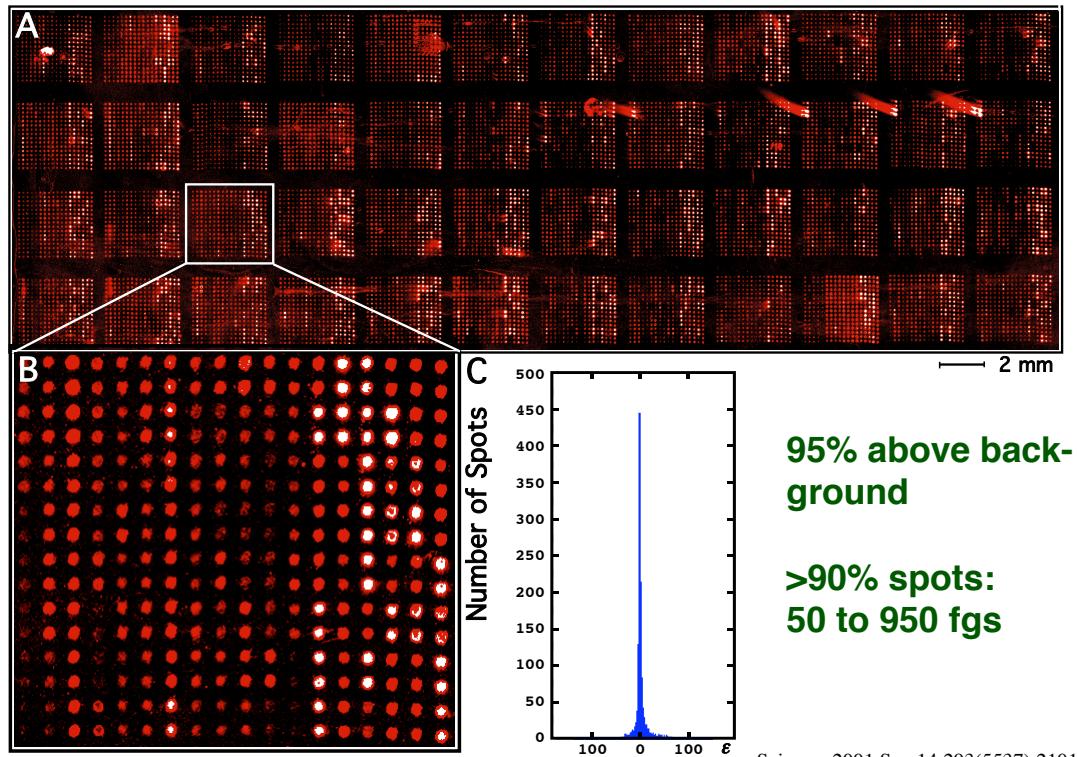 A
B
2 mm
C
Number of Spots
500
450
400
350
300
250
200
150
100
50
0
100 0 100 ε
95% above back-
ground
>90% spots:
50 to 950 fgs